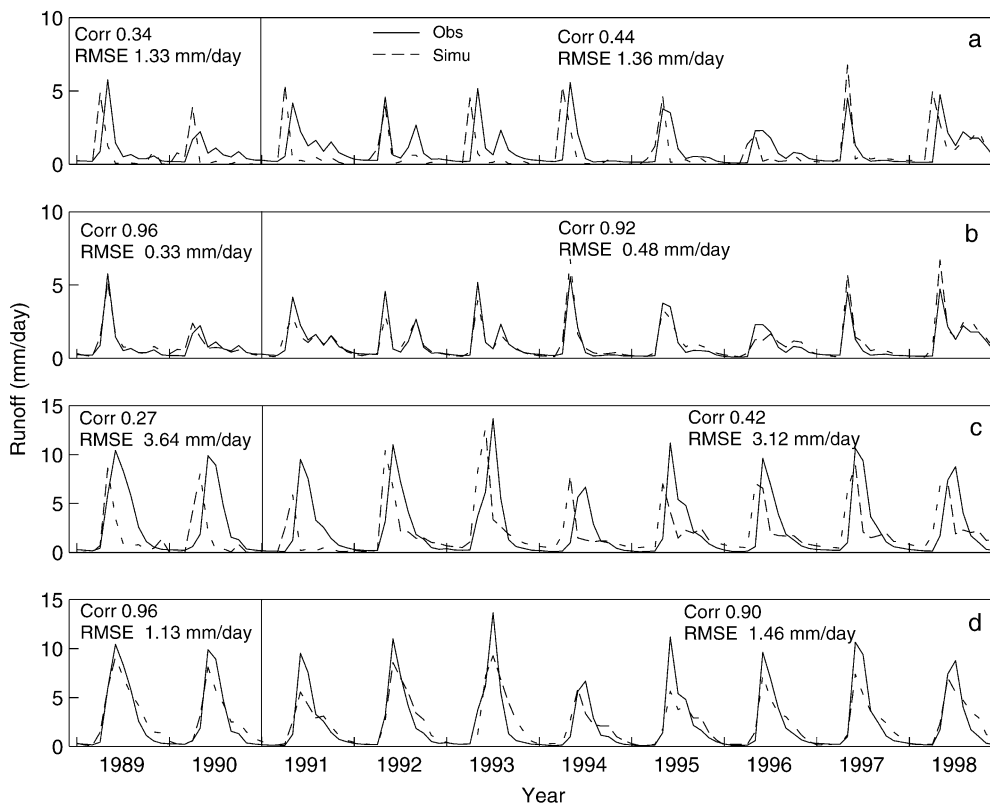 10
Corr 0.34
RMSE 1.33 mm/day
Obs
Simu
Corr 0.44
RMSE 1.36 mm/day
a
5
0
10
Corr 0.96
RMSE 0.33 mm/day
Corr 0.92
RMSE 0.48 mm/day
b
5
0
Runoff (mm/day)
15
Corr 0.27
RMSE 3.64 mm/day
Corr 0.42
RMSE 3.12 mm/day
c
10
5
0
15
Corr 0.96
RMSE 1.13 mm/day
Corr 0.90
RMSE 1.46 mm/day
d
10
5
0
1989 1990 1991 1992 1993 1994 1995 1996 1997 1998
Year